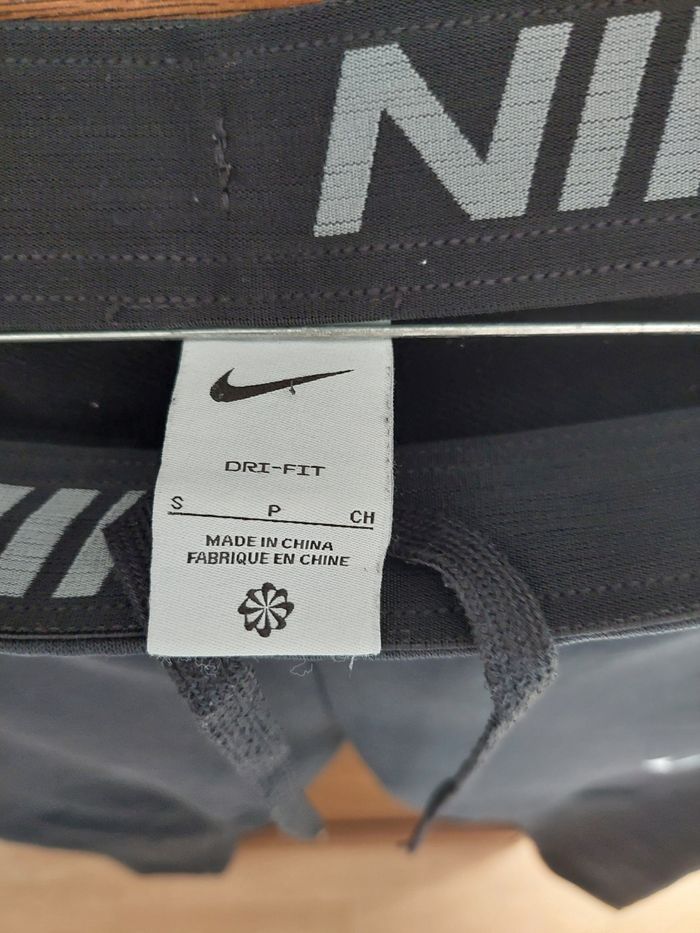 NI
DRI-FIT
S P CH
MADE IN CHINA
FABRIQUE EN CHINE